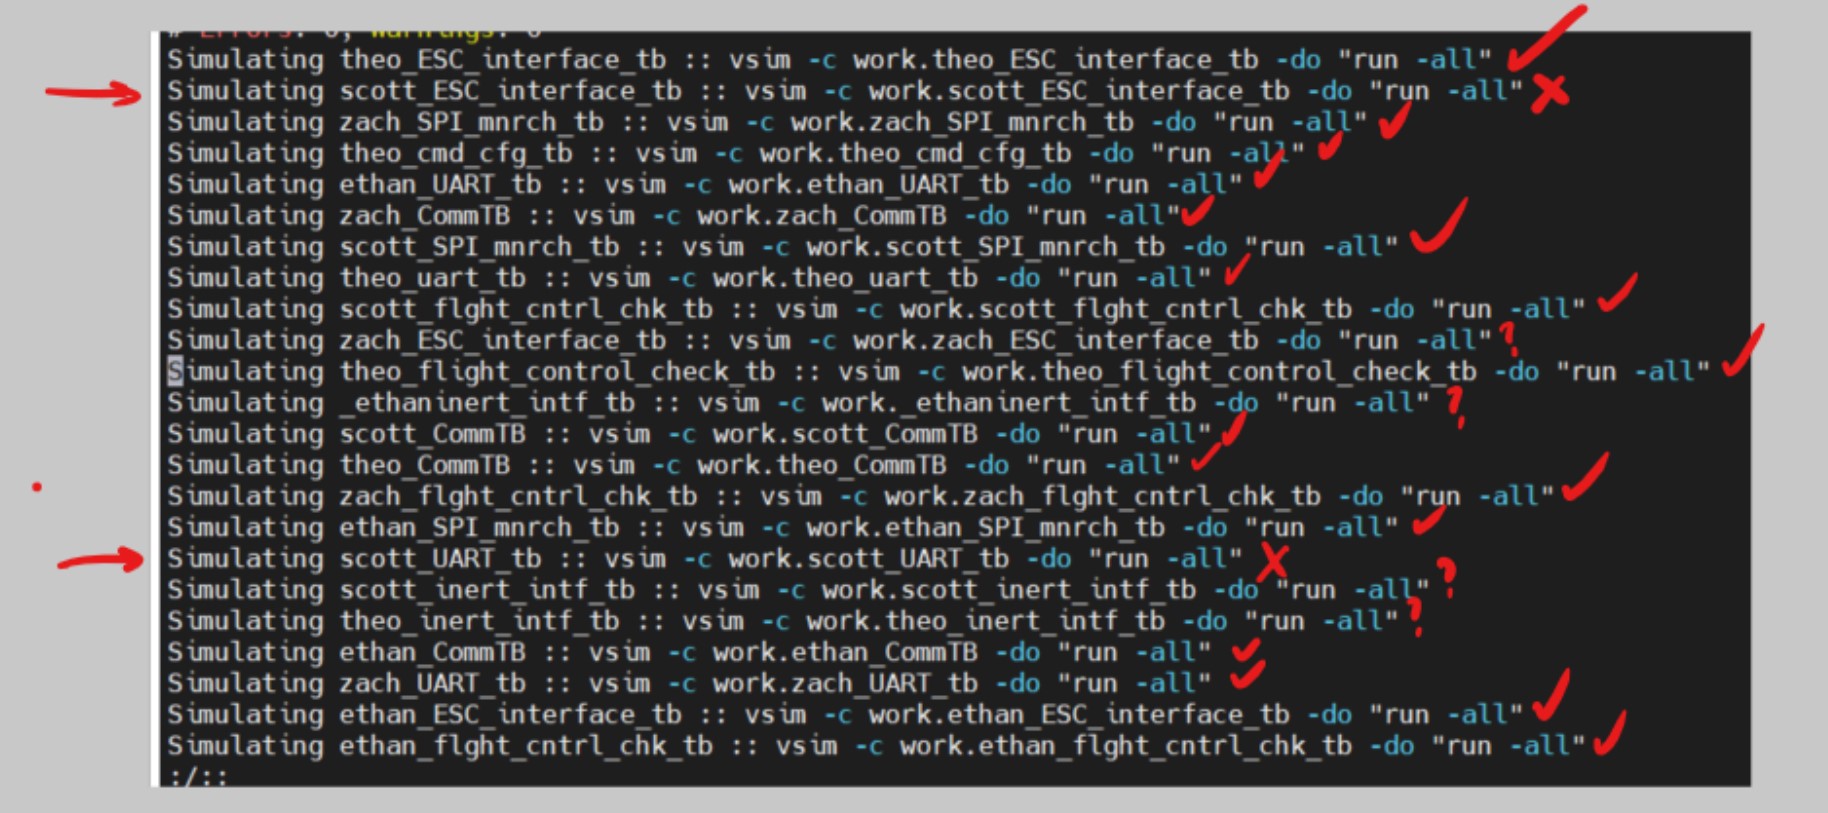 # Errors: 0, Warnings: 0
Simulating theo_ESC_interface_tb :: vsim -c work.theo_ESC_interface_tb -do "run -all"
Simulating scott_ESC_interface_tb :: vsim -c work.scott_ESC_interface_tb -do "run -all"
Simulating zach_SPI_mnrch_tb :: vsim -c work.zach_SPI_mnrch_tb -do "run -all"
Simulating theo_cmd_cfg_tb :: vsim -c work.theo_cmd_cfg_tb -do "run -all"
Simulating ethan_UART_tb :: vsim -c work.ethan_UART_tb -do "run -all"
Simulating zach_CommTB :: vsim -c work.zach_CommTB -do "run -all"
Simulating scott_SPI_mnrch_tb :: vsim -c work.scott_SPI_mnrch_tb -do "run -all"
Simulating theo_uart_tb :: vsim -c work.theo_uart_tb -do "run -all"
Simulating scott_flght_cntrl_chk_tb :: vsim -c work.scott_flght_cntrl_chk_tb -do "run -all"
Simulating zach_ESC_interface_tb :: vsim -c work.zach_ESC_interface_tb -do "run -all" ?
Simulating theo_flight_control_check_tb :: vsim -c work.theo_flight_control_check_tb -do "run -all"
Simulating _ethaninert_intf_tb :: vsim -c work._ethaninert_intf_tb -do "run -all" ?
Simulating scott_CommTB :: vsim -c work.scott_CommTB -do "run -all"
Simulating theo_CommTB :: vsim -c work.theo_CommTB -do "run -all"
Simulating zach_flght_cntrl_chk_tb :: vsim -c work.zach_flght_cntrl_chk_tb -do "run -all"
Simulating ethan_SPI_mnrch_tb :: vsim -c work.ethan_SPI_mnrch_tb -do "run -all"
Simulating scott_UART_tb :: vsim -c work.scott_UART_tb -do "run -all"
Simulating scott_inert_intf_tb :: vsim -c work.scott_inert_intf_tb -do "run -all" ?
Simulating theo_inert_intf_tb :: vsim -c work.theo_inert_intf_tb -do "run -all" ?
Simulating ethan_CommTB :: vsim -c work.ethan_CommTB -do "run -all"
Simulating zach_UART_tb :: vsim -c work.zach_UART_tb -do "run -all"
Simulating ethan_ESC_interface_tb :: vsim -c work.ethan_ESC_interface_tb -do "run -all"
Simulating ethan_flght_cntrl_chk_tb :: vsim -c work.ethan_flght_cntrl_chk_tb -do "run -all"
:/::